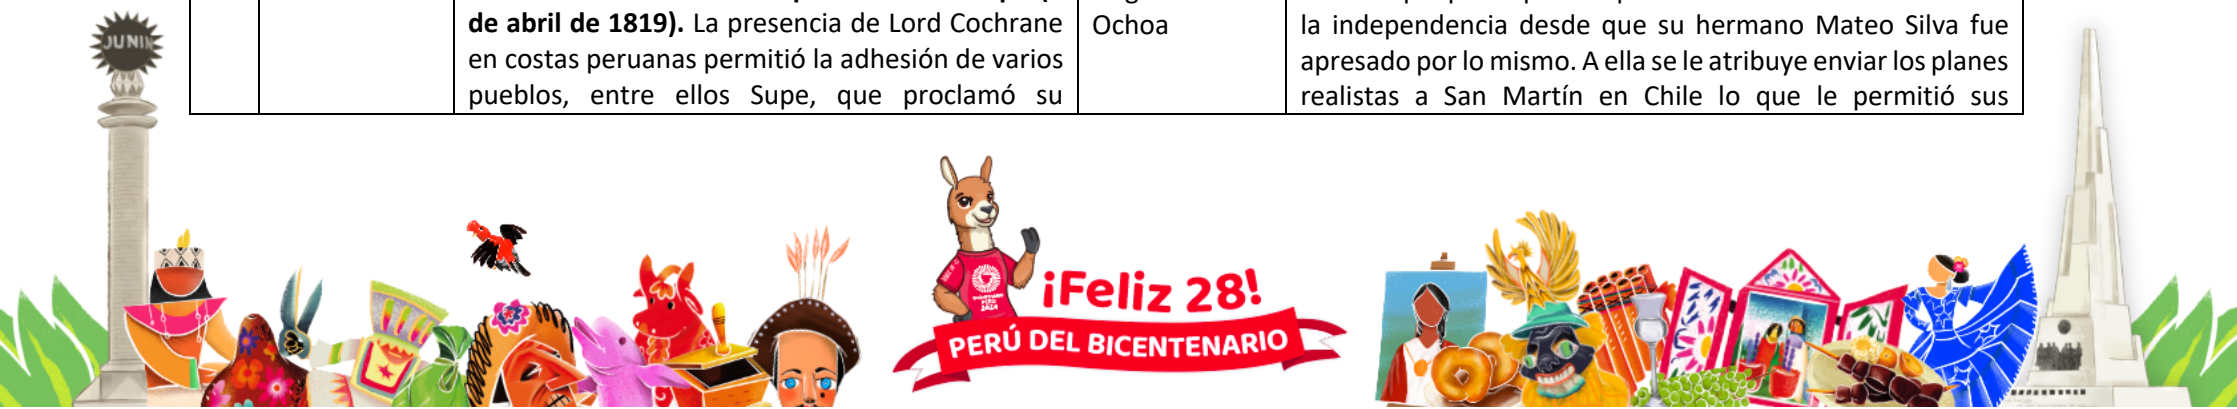 de abril de 1819). La presencia de Lord Cochrane
en costas peruanas permitió la adhesión de varios
pueblos, entre ellos Supe, que proclamó su
Ochoa
la independencia desde que su hermano Mateo Silva fue
apresado por lo mismo. A ella se le atribuye enviar los planes
realistas a San Martín en Chile lo que le permitió sus
JUNIN
¡Feliz 28!
PERÚ DEL BICENTENARIO